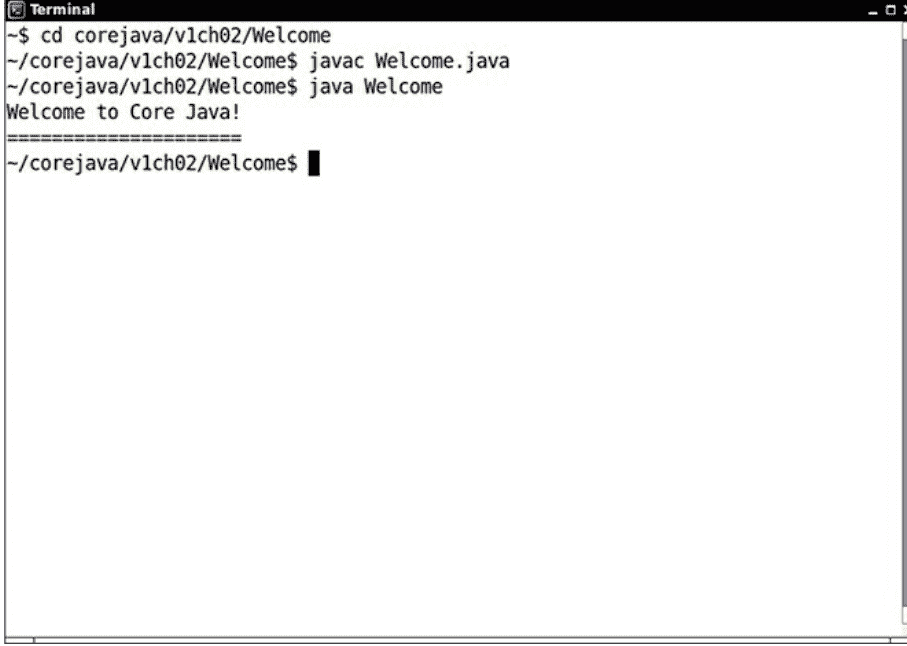 Terminal
~$ cd corejava/v1ch02/Welcome
~/corejava/v1ch02/Welcome$ javac Welcome.java
~/corejava/v1ch02/Welcome$ java Welcome
Welcome to Core Java!
=====================
~/corejava/v1ch02/Welcome$